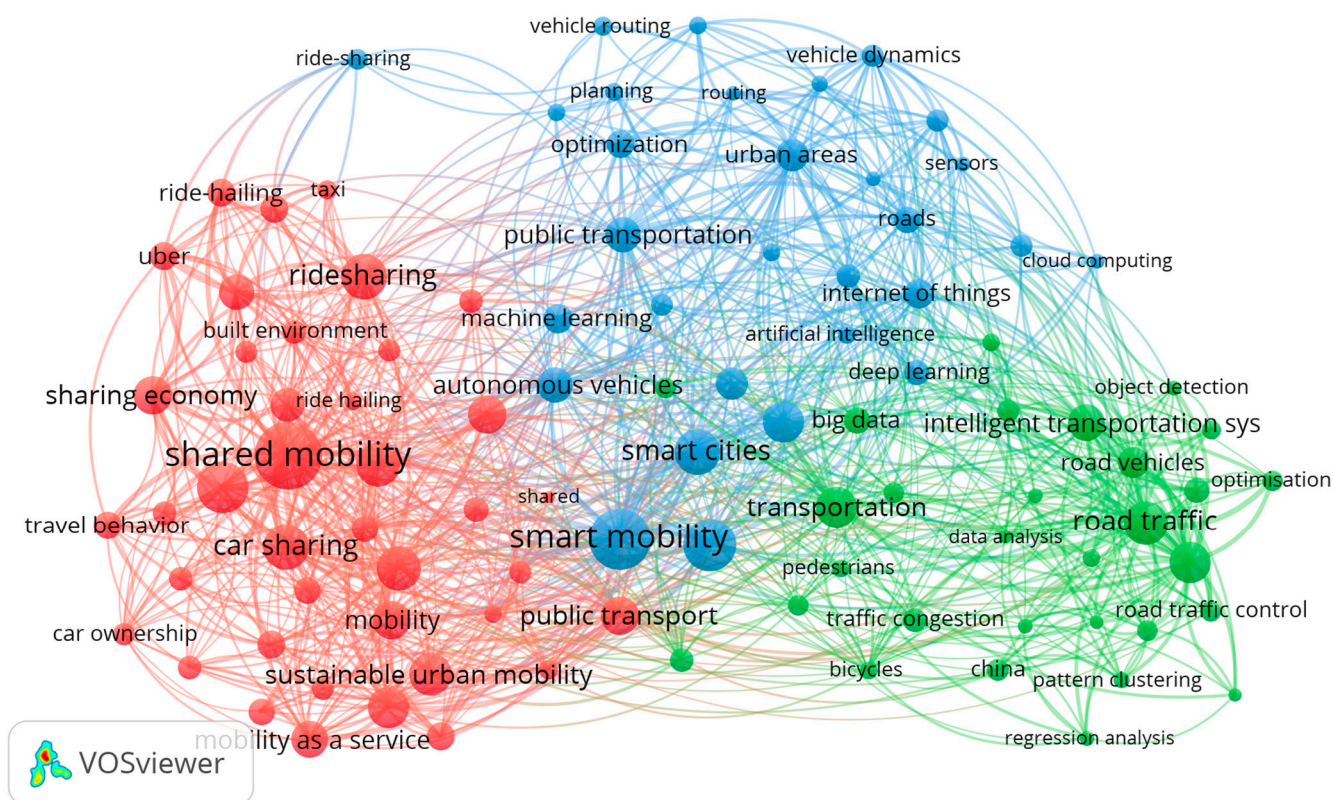 vehicle routing
vehicle dynamics
ride-sharing
planning
routing
optimization
urban areas
sensors
ride-hailing
taxi
roads
public transportation
uber
cloud computing
ridesharing
internet of things
machine learning
built environment
artificial intelligence
deep learning
autonomous vehicles
object detection
sharing economy
ride hailing
big data
intelligent transportation sys
smart cities
shared mobility
road vehicles
optimisation
shared
transportation
travel behavior
road traffic
smart mobility
data analysis
car sharing
pedestrians
road traffic control
public transport
traffic congestion
mobility
car ownership
bicycles
china
pattern clustering
sustainable urban mobility
regression analysis
mobility as a service
VOSviewer